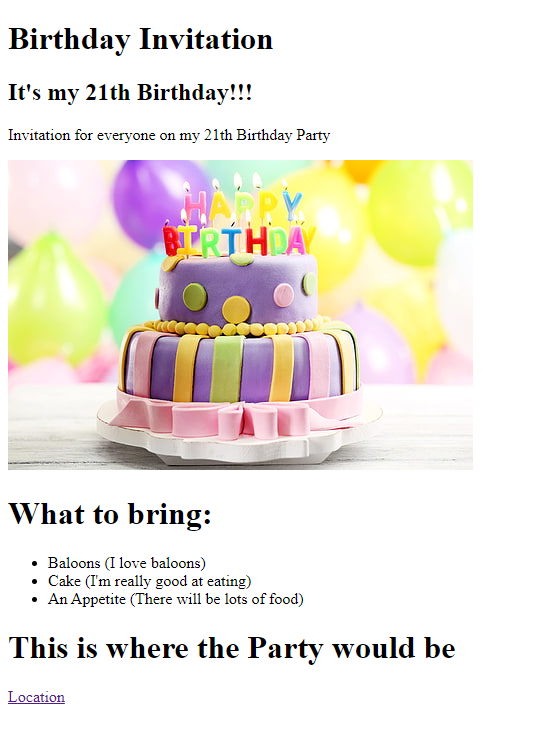 Birthday Invitation
It's my 21th Birthday!!!
Invitation for everyone on my 21th Birthday Party
HAPPY
BIRTHDAY
What to bring:
• Baloons (I love baloons)
• Cake (I'm really good at eating)
• An Appetite (There will be lots of food)
This is where the Party would be
Location